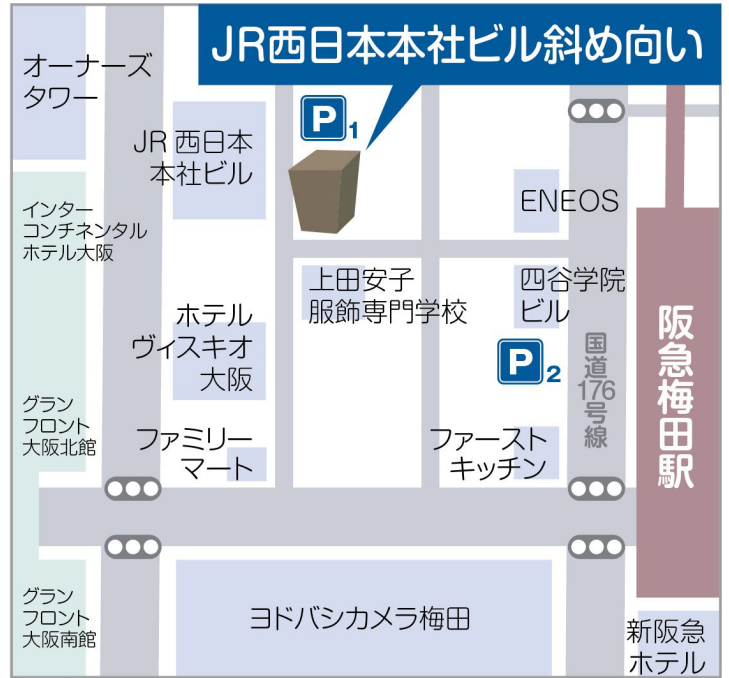 JR西日本本社ビル斜め向い
オーナーズ
タワー
P1
JR 西日本
本社ビル
ENEOS
インター
コンチネンタル
ホテル大阪
上田安子
服飾専門学校
四谷学院
ビル
ホテル
ヴィスキオ
大阪
P2
国道176号線
阪急梅田駅
グラン
フロント
大阪北館
ファミリー
マート
ファースト
キッチン
グラン
フロント
大阪南館
ヨドバシカメラ梅田
新阪急
ホテル